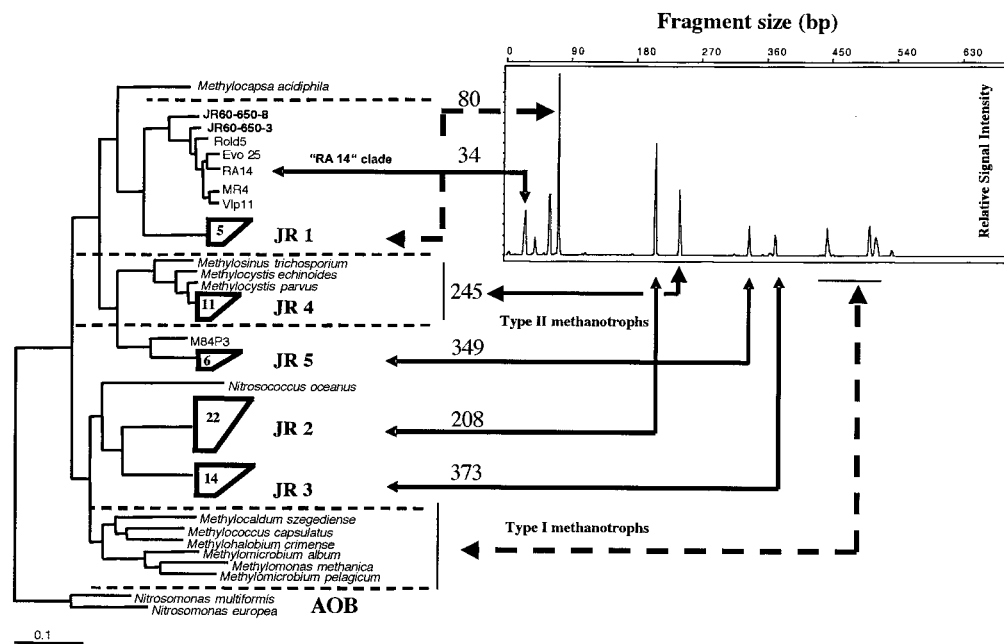 Fragment size (bp)
0 90 180 270 360 450 540 630
Relative Signal Intensity
Methylocapsa acidiphila
JR60-650-8
JR60-650-3
Rold5
Evo 25
RA14
MR4
Vlp11
5
JR 1
80
"RA 14" clade
34
Methylosinus trichosporium
Methylocystis echinoides
Methylocystis parvus
11
JR 4
245
Type II methanotrophs
M84P3
6
JR 5
349
Nitrosococcus oceanus
22
JR 2
208
14
JR 3
373
Methylocaldum szegediense
Methylococcus capsulatus
Methylohalobium crimense
Methylomicrobium album
Methylomonas methanica
Methylomicrobium pelagicum
Type I methanotrophs
Nitrosomonas multiformis
Nitrosomonas europea
AOB
0.1